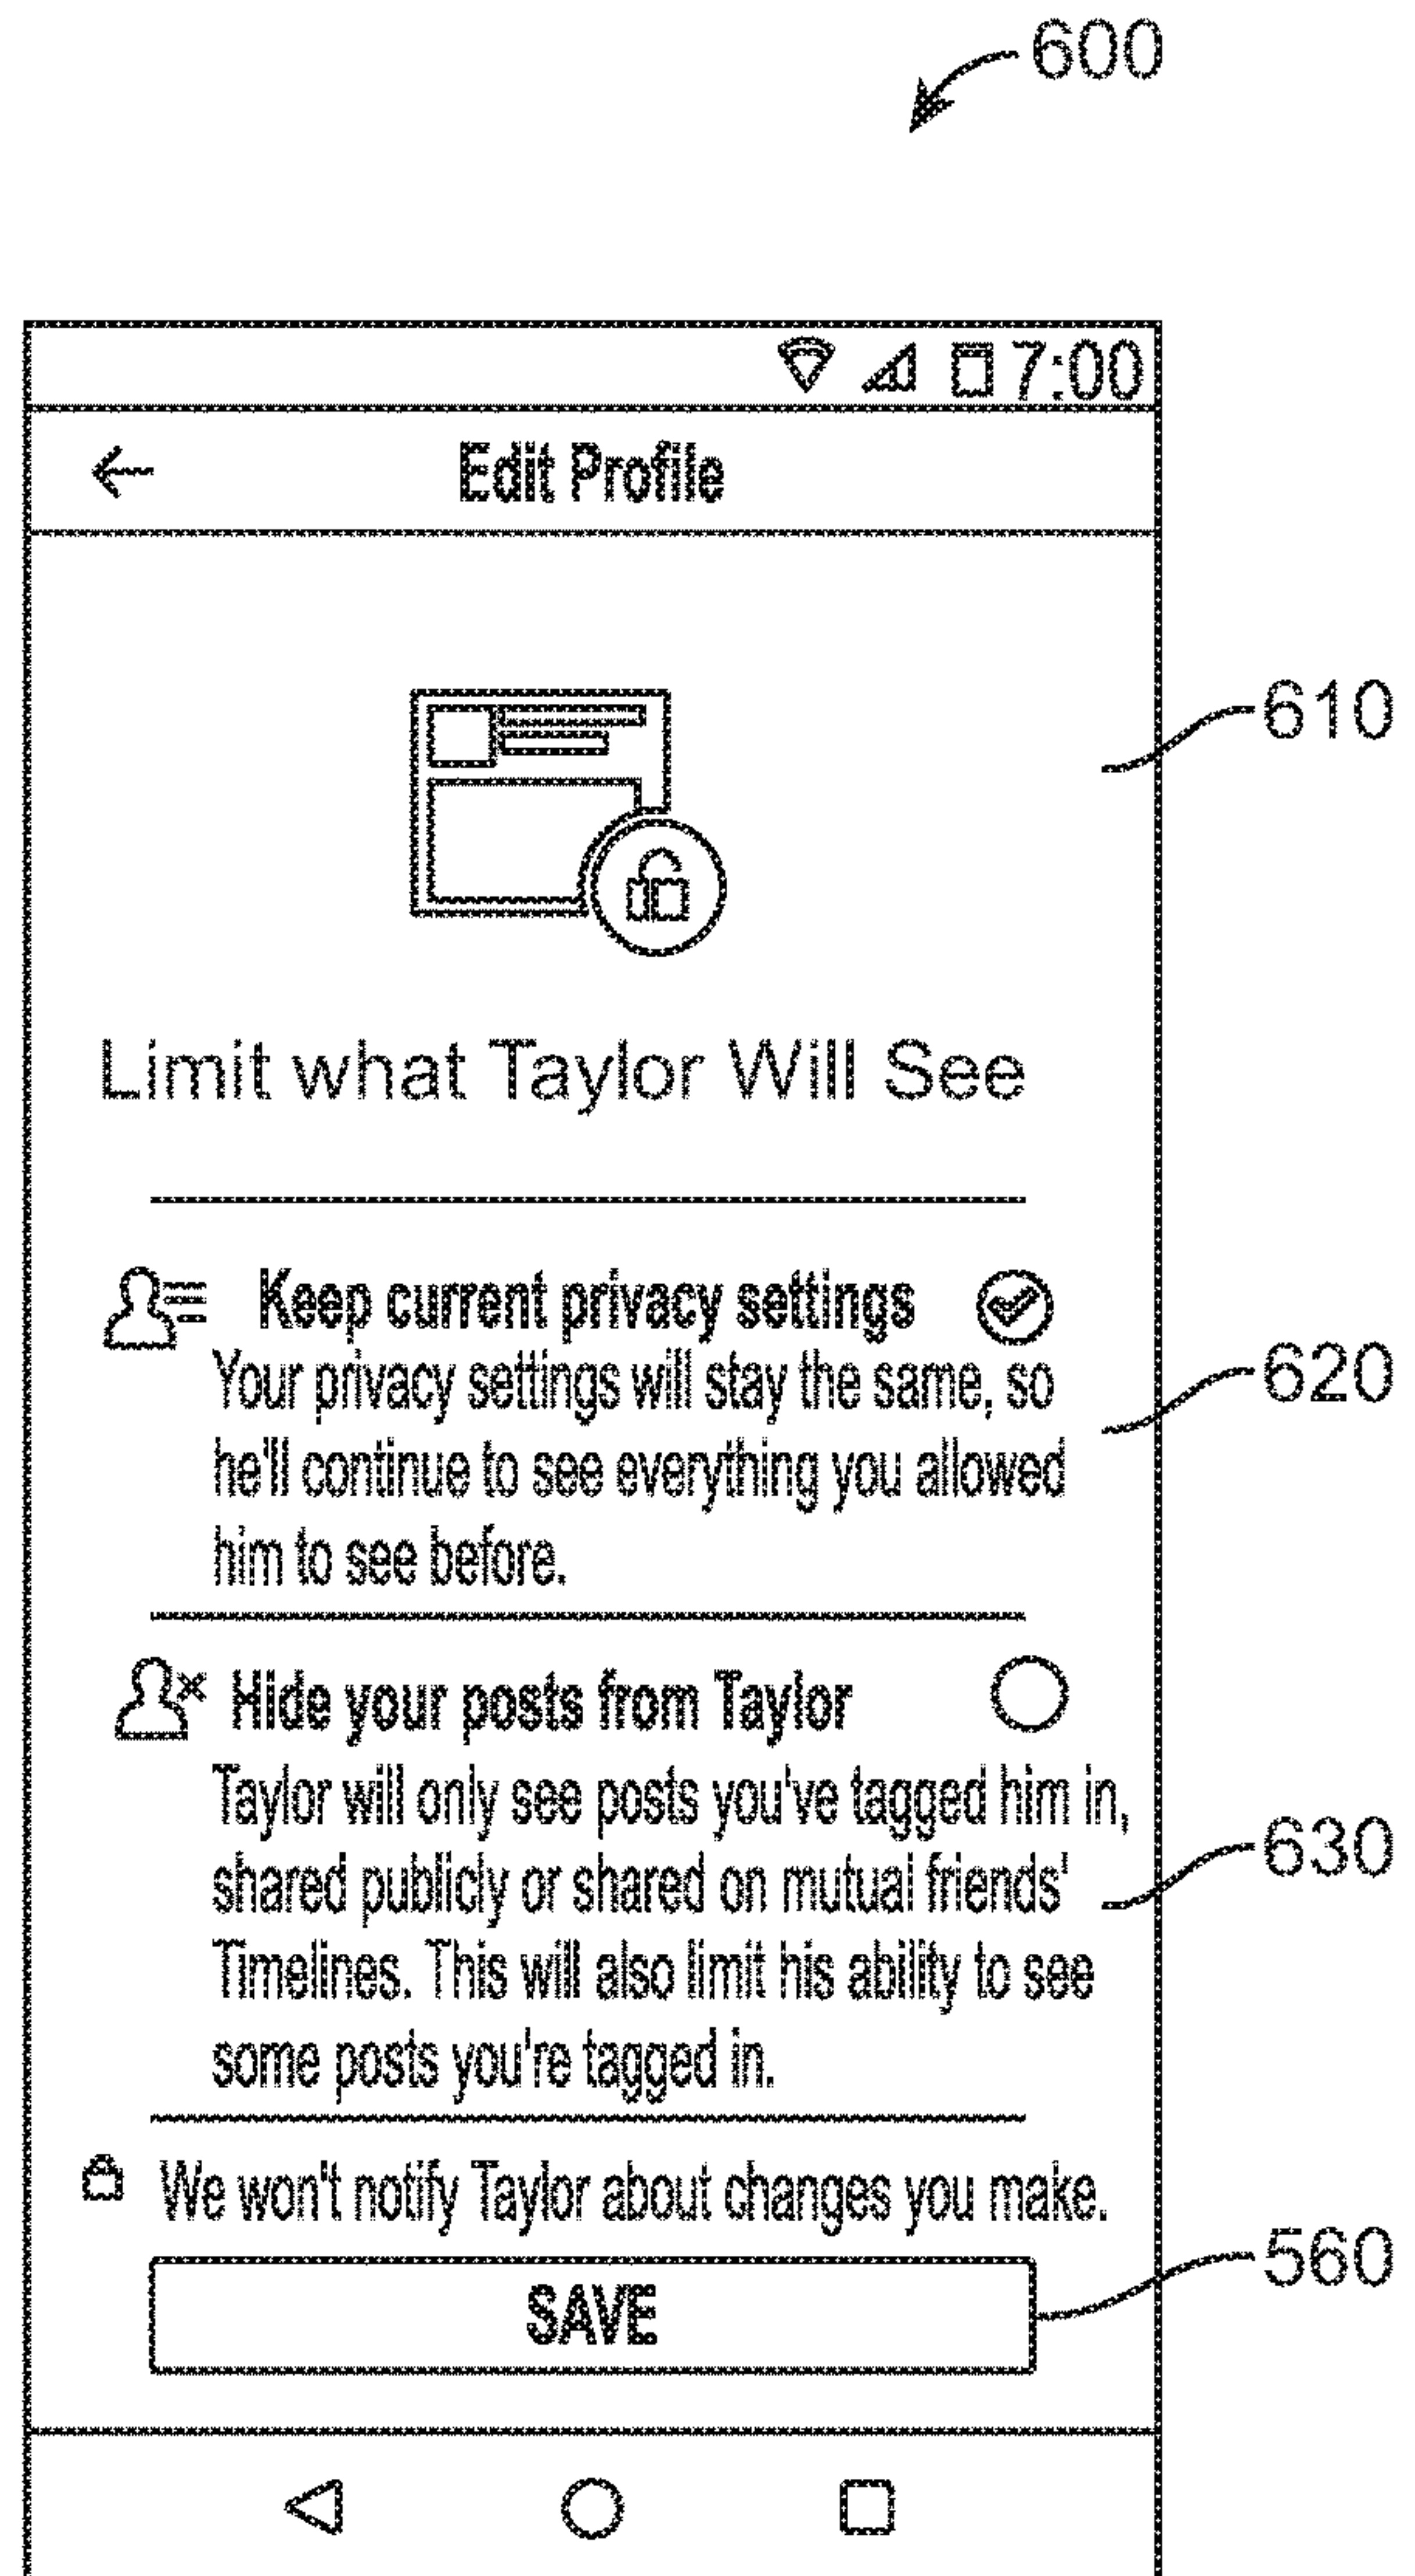 600
7:00
Edit Profile
610
Limit what Taylor Will See
Keep current privacy settings
Your privacy settings will stay the same, so
he'll continue to see everything you allowed
him to see before.
620
Hide your posts from Taylor
Taylor will only see posts you've tagged him in,
shared publicly or shared on mutual friends'
Timelines. This will also limit his ability to see
some posts you're tagged in.
630
We won't notify Taylor about changes you make.
SAVE
560